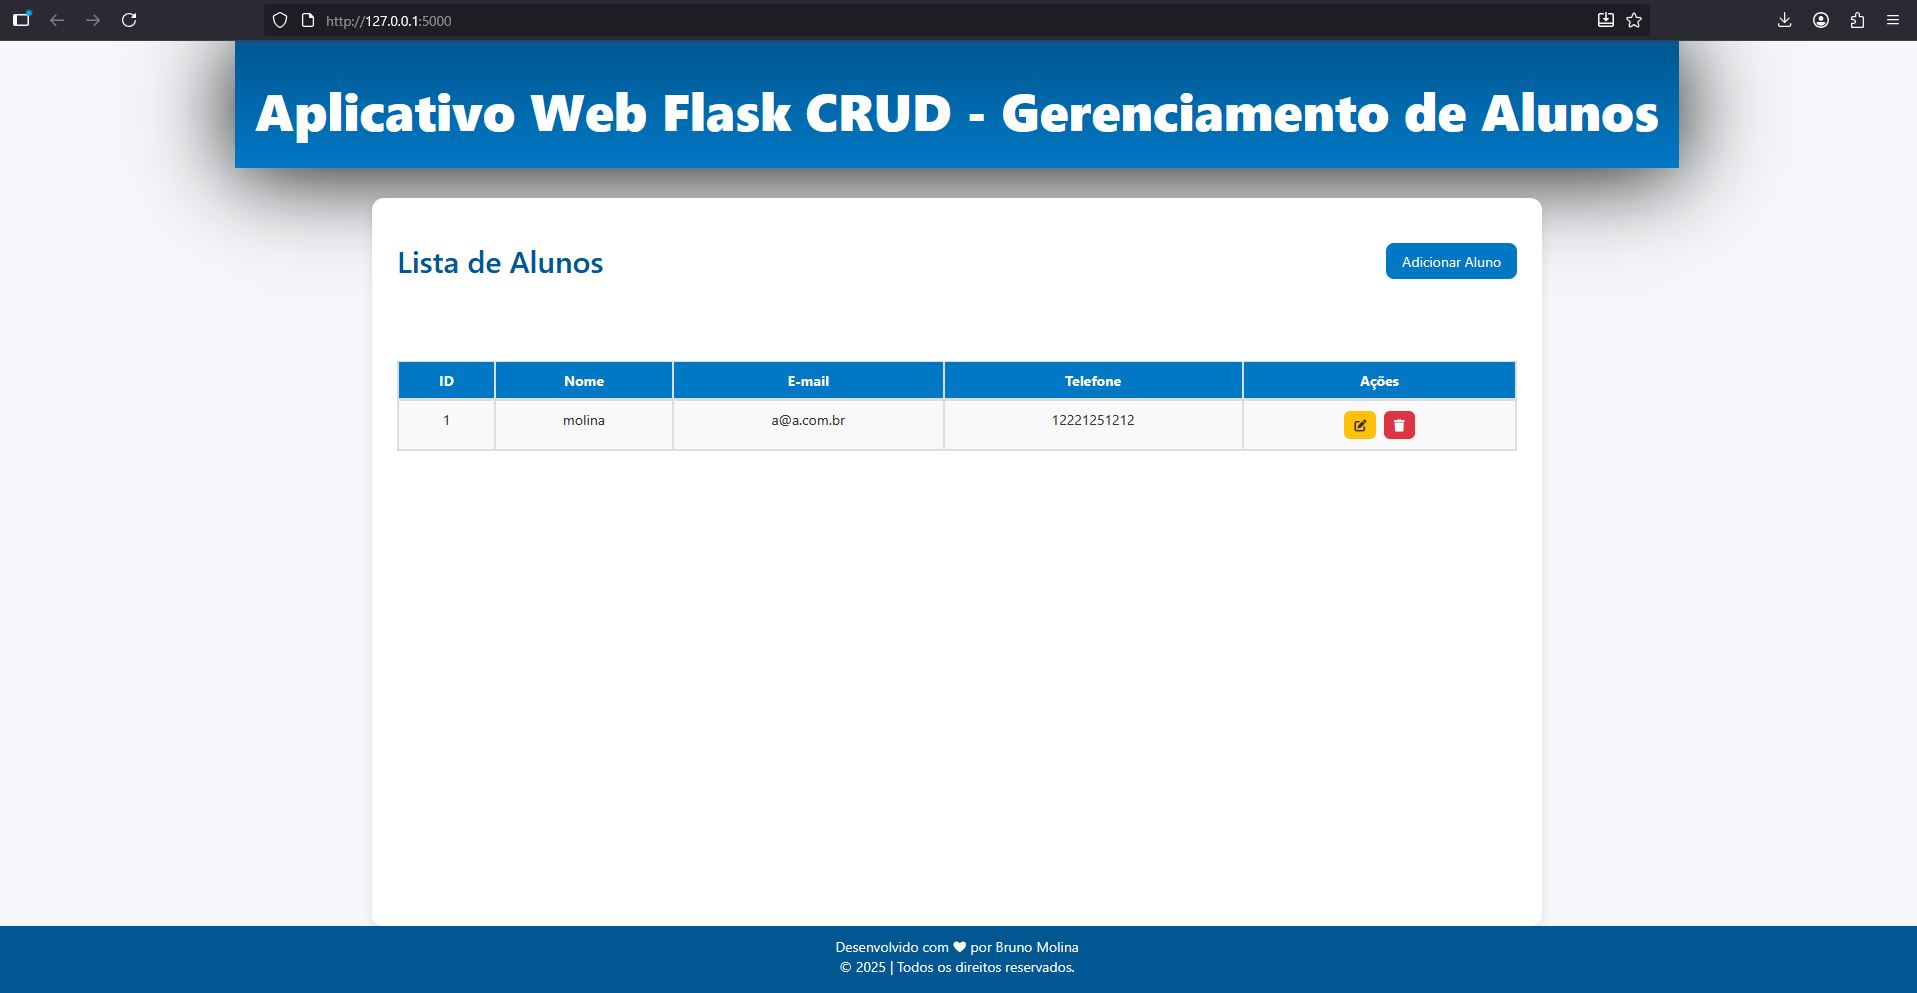 http://127.0.0.1:5000
Aplicativo Web Flask CRUD - Gerenciamento de Alunos
Lista de Alunos
Adicionar Aluno
ID Nome E-mail Telefone Ações
1 molina a@a.com.br 12221251212
Desenvolvido com ❤ por Bruno Molina
© 2025 | Todos os direitos reservados.